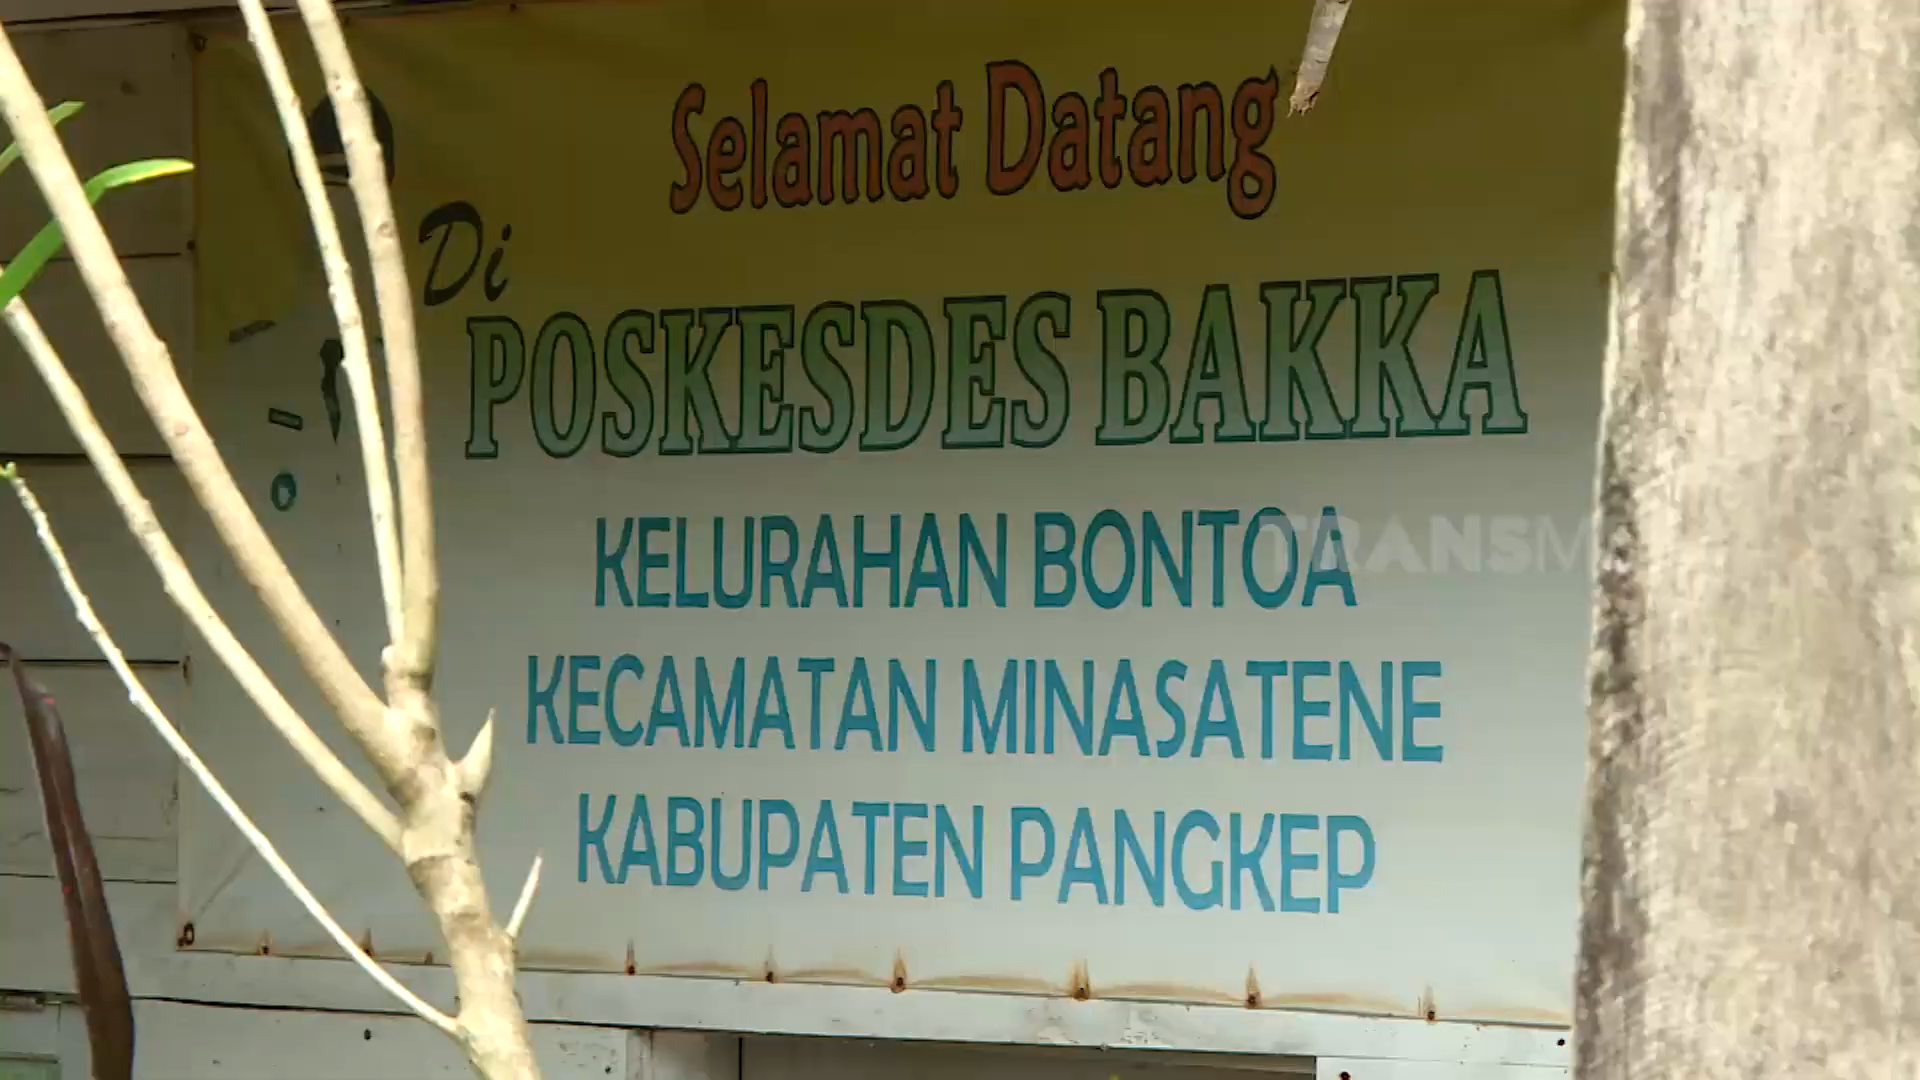 Selamat Datang
Di
POSKESDES BAKKA
KELURAHAN BONTOA
KECAMATAN MINASATENE
KABUPATEN PANGKEP